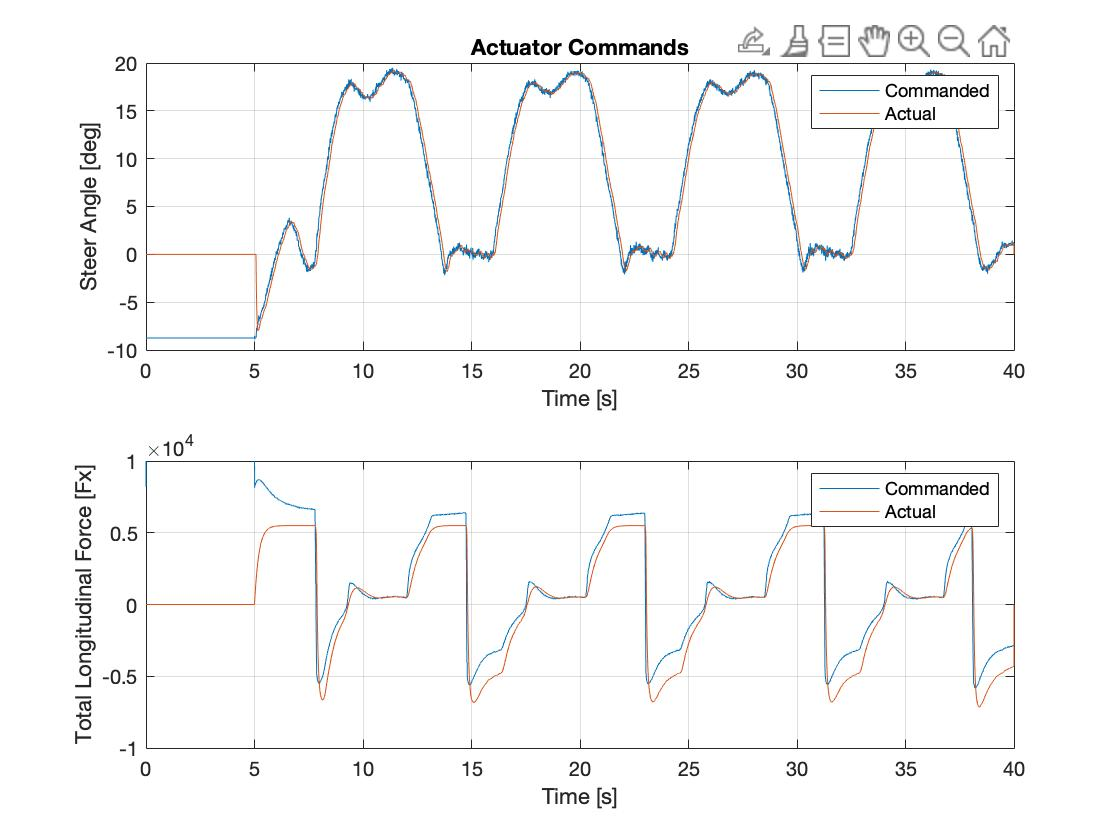 Actuator Commands
20
15
10
5
0
-5
-10
Steer Angle [deg]
Commanded
Actual
0 5 10 15 20 25 30 35 40
Time [s]
×10^4
1
0.5
0
-0.5
-1
Total Longitudinal Force [Fx]
Commanded
Actual
0 5 10 15 20 25 30 35 40
Time [s]